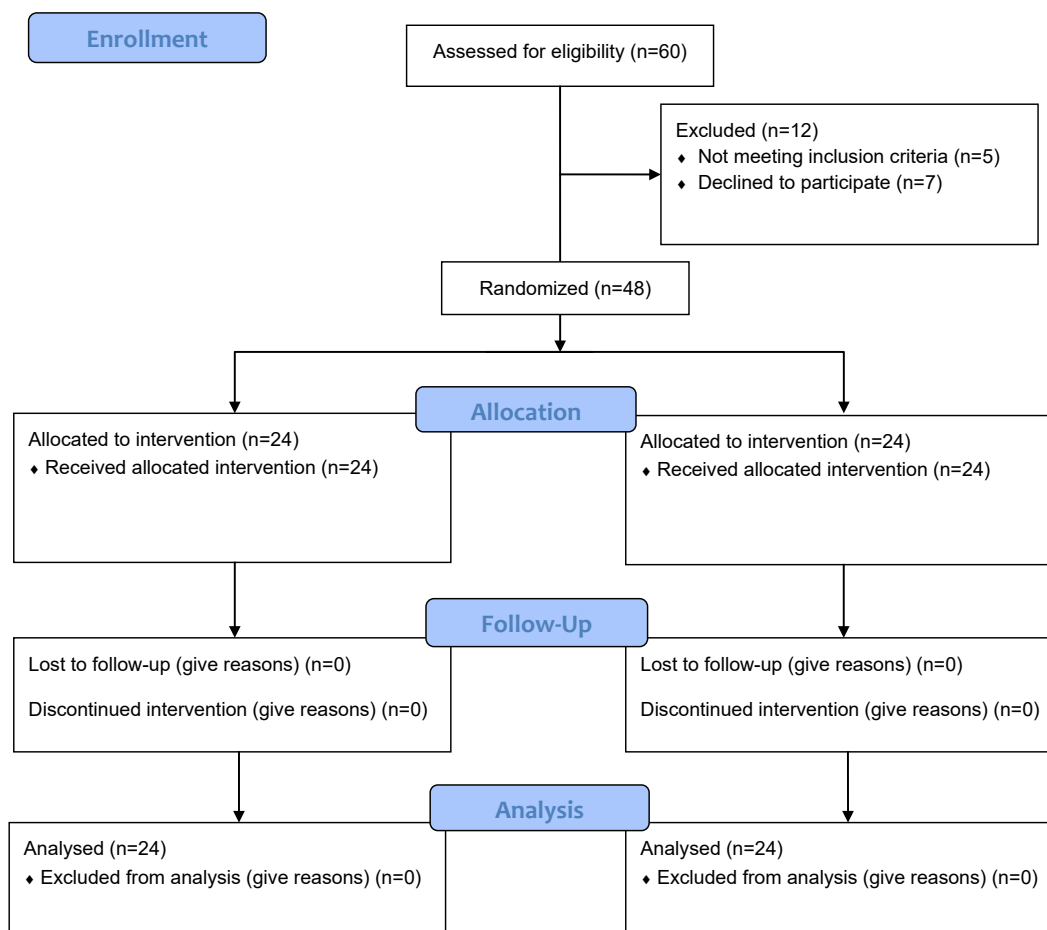 Enrollment
Assessed for eligibility (n=60)
Excluded (n=12)
♦ Not meeting inclusion criteria (n=5)
♦ Declined to participate (n=7)
Randomized (n=48)
Allocation
Allocated to intervention (n=24)
♦ Received allocated intervention (n=24)
Allocated to intervention (n=24)
♦ Received allocated intervention (n=24)
Follow-Up
Lost to follow-up (give reasons) (n=0)
Discontinued intervention (give reasons) (n=0)
Lost to follow-up (give reasons) (n=0)
Discontinued intervention (give reasons) (n=0)
Analysis
Analysed (n=24)
♦ Excluded from analysis (give reasons) (n=0)
Analysed (n=24)
♦ Excluded from analysis (give reasons) (n=0)